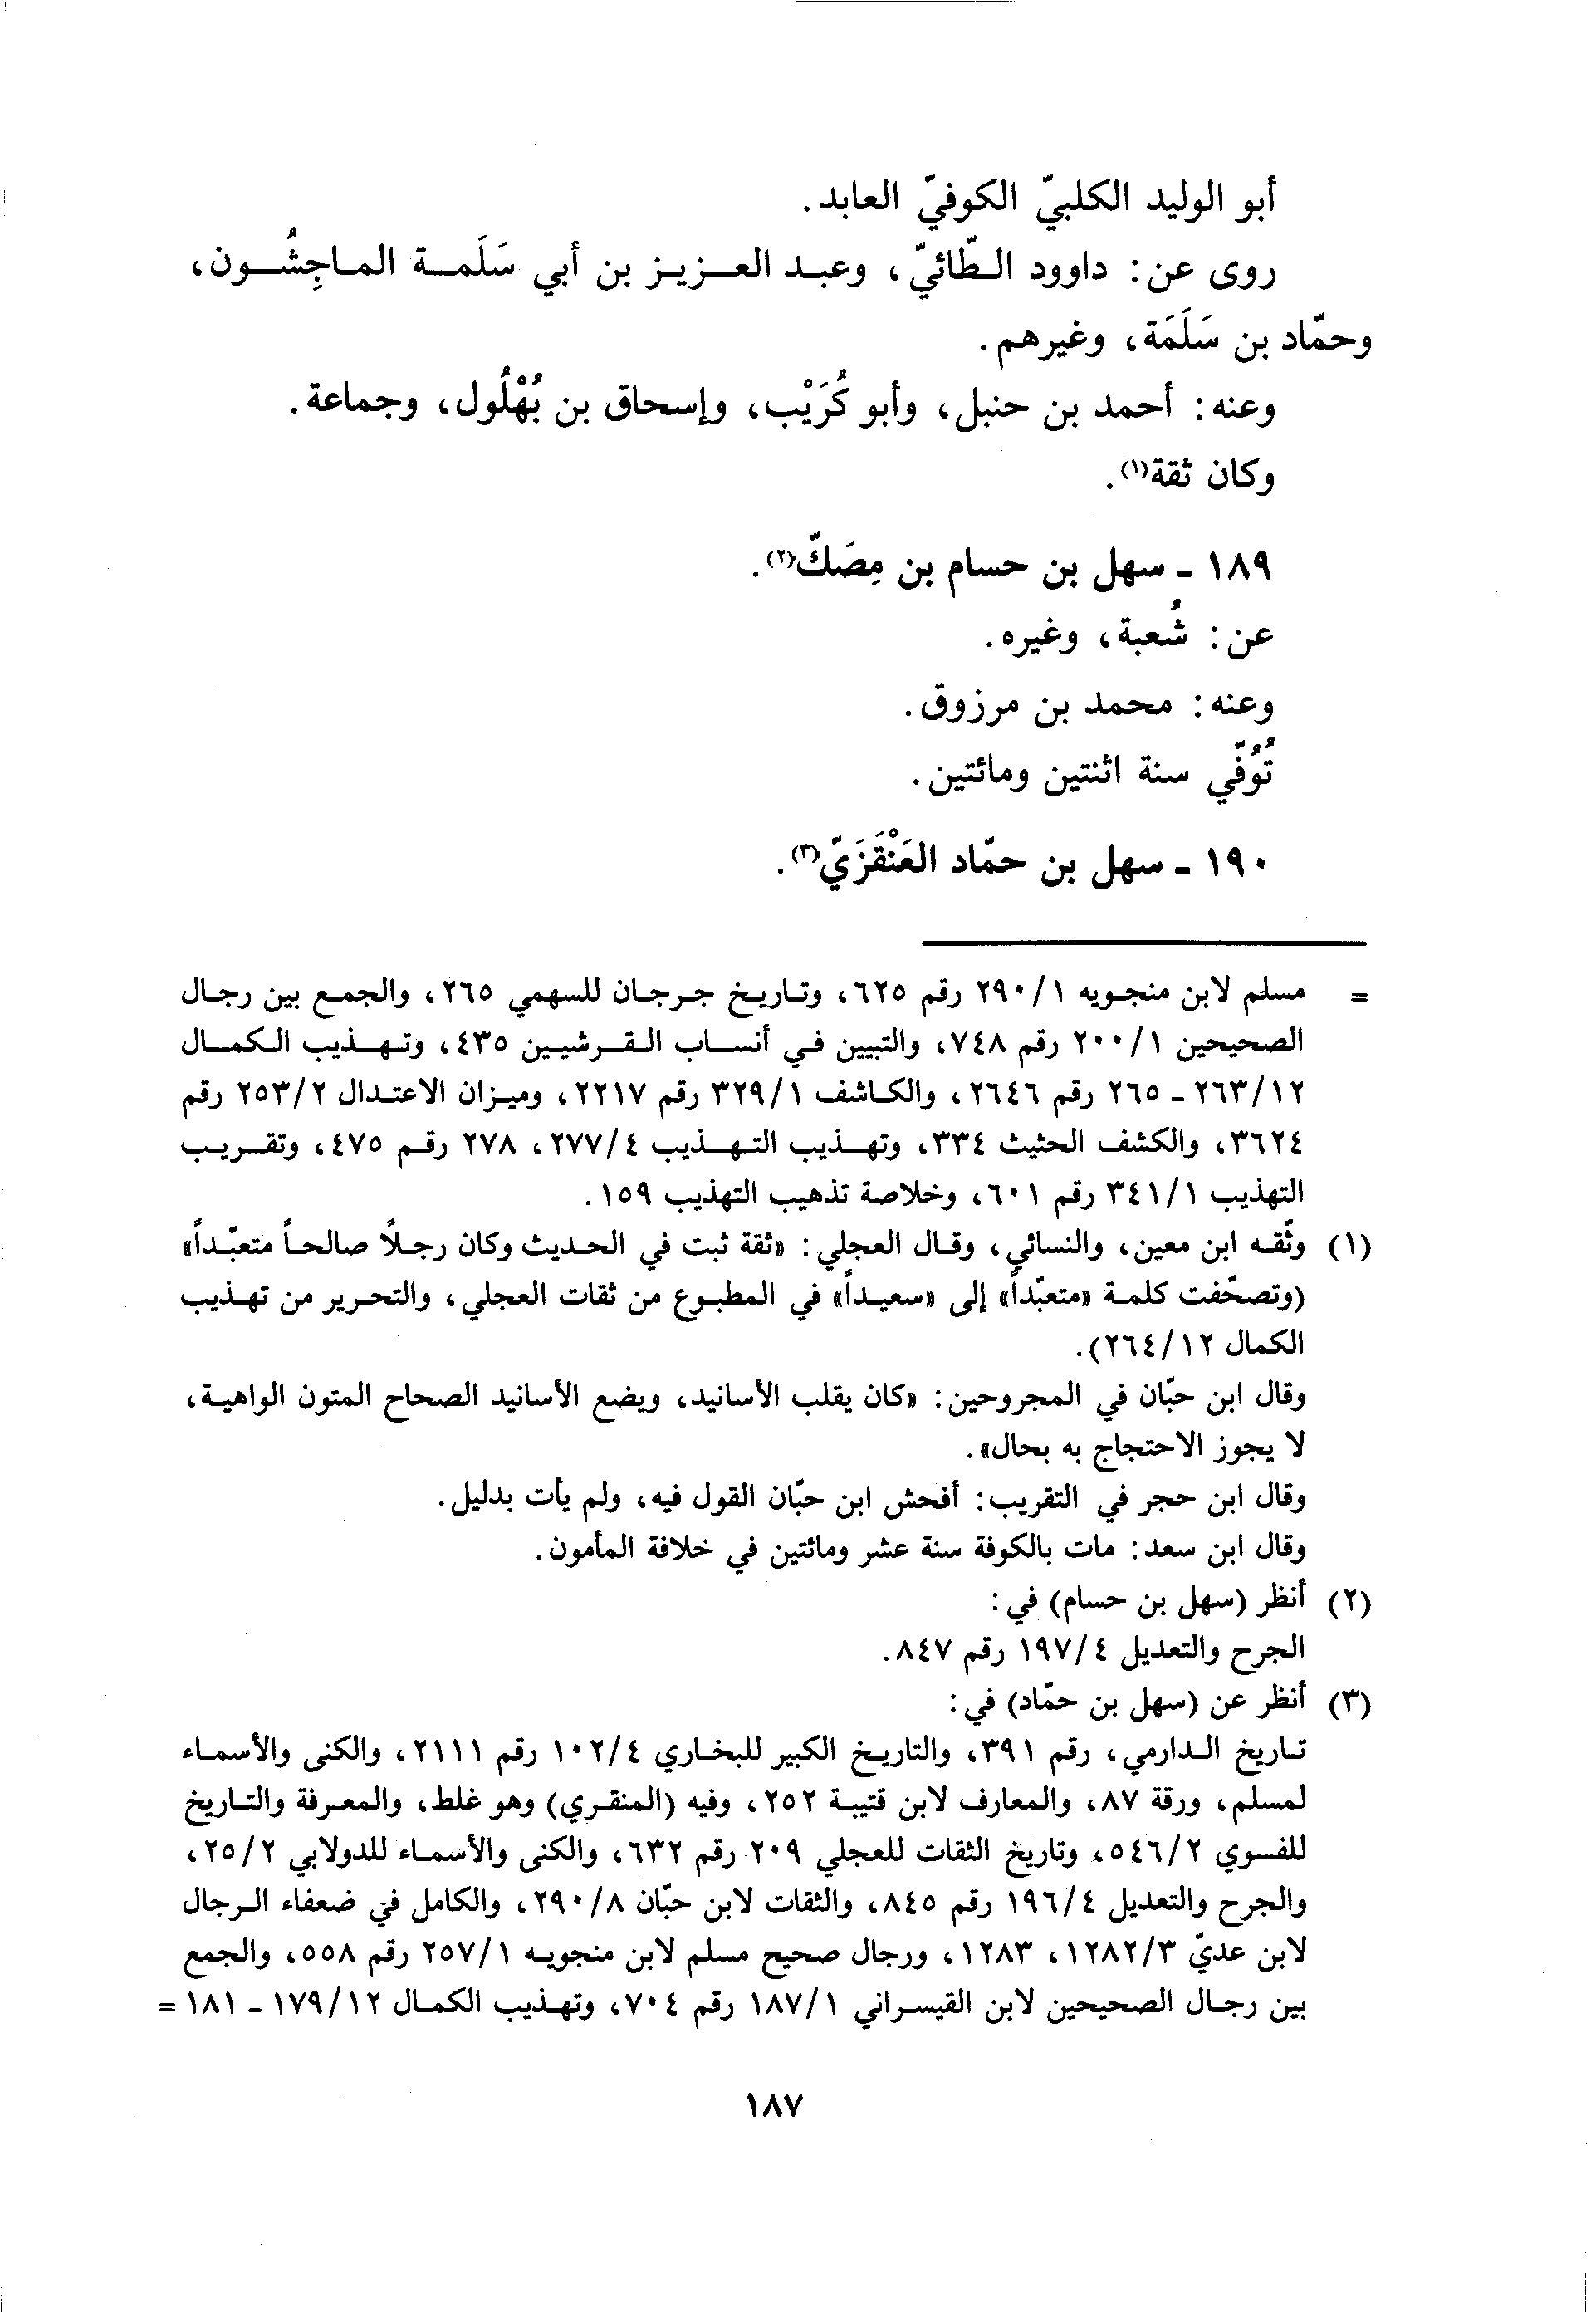 أبو الوليد الكلبيّ الكوفيّ العابد.
روى عن: داوود الطّائيّ، وعبد العزيز بن أبي سَلَمة الماجِشُون،
وحمّاد بن سَلَمَة، وغيرهم.
وعنه: أحمد بن حنبل، وأبو كُرَيْب، وإسحاق بن بُهْلُول، وجماعة.
وكان ثقة(١).
١٨٩ - سهل بن حسام بن مِصَكّ(٢).
عن: شُعبة، وغيره.
وعنه: محمد بن مرزوق.
تُوُفّي سنة اثنتين ومائتين.
١٩٠ - سهل بن حمّاد العَنْقَزَيّ(٣).
= مسلم لابن منجويه ٢٩٠/١ رقم ٦٢٥، وتاريخ جرجان للسهمي ٢٦٥، والجمع بين رجال
الصحيحين ٢٠٠/١ رقم ٧٤٨، والتبيين في أنساب القرشيين ٤٣٥، وتهذيب الكمال
٢٦٣/١٢ - ٢٦٥ رقم ٢٦٤٦، والكاشف ٣٢٩/١ رقم ٢٢١٧، وميزان الاعتدال ٢٥٣/٢ رقم
٣٦٢٤، والكشف الحثيث ٣٣٤، وتهذيب التهذيب ٢٧٧/٤، ٢٧٨ رقم ٤٧٥، وتقريب
التهذيب ٣٤١/١ رقم ٦٠١، وخلاصة تذهيب التهذيب ١٥٩.
(١) وثّقه ابن معين، والنسائي، وقال العجلي: «ثقة ثبت في الحديث وكان رجلاً صالحاً متعبّداً»
(وتصحّفت كلمة «متعبّداً» إلى «سعيداً» في المطبوع من ثقات العجلي، والتحرير من تهذيب
الكمال ٢٦٤/١٢).
وقال ابن حبّان في المجروحين: «كان يقلب الأسانيد، ويضع الأسانيد الصحاح المتون الواهية،
لا يجوز الاحتجاج به بحال».
وقال ابن حجر في التقريب: أفحش ابن حبّان القول فيه، ولم يأت بدليل.
وقال ابن سعد: مات بالكوفة سنة عشر ومائتين في خلافة المأمون.
(٢) أنظر (سهل بن حسام) في:
الجرح والتعديل ١٩٧/٤ رقم ٨٤٧.
(٣) أنظر عن (سهل بن حمّاد) في:
تاريخ الدارمي، رقم ٣٩١، والتاريخ الكبير للبخاري ١٠٢/٤ رقم ٢١١١، والكنى والأسماء
لمسلم، ورقة ٨٧، والمعارف لابن قتيبة ٢٥٢، وفيه (المنقري) وهو غلط، والمعرفة والتاريخ
للفسوي ٥٤٦/٢، وتاريخ الثقات للعجلي ٢٠٩ رقم ٦٣٢، والكنى والأسماء للدولابي ٢٥/٢،
والجرح والتعديل ١٩٦/٤ رقم ٨٤٥، والثقات لابن حبّان ٢٩٠/٨، والكامل في ضعفاء الرجال
لابن عديّ ١٢٨٢/٣، ١٢٨٣، ورجال صحيح مسلم لابن منجويه ٢٥٧/١ رقم ٥٥٨، والجمع
بين رجال الصحيحين لابن القيسراني ١٨٧/١ رقم ٧٠٤، وتهذيب الكمال ١٧٩/١٢ - ١٨١ =
١٨٧